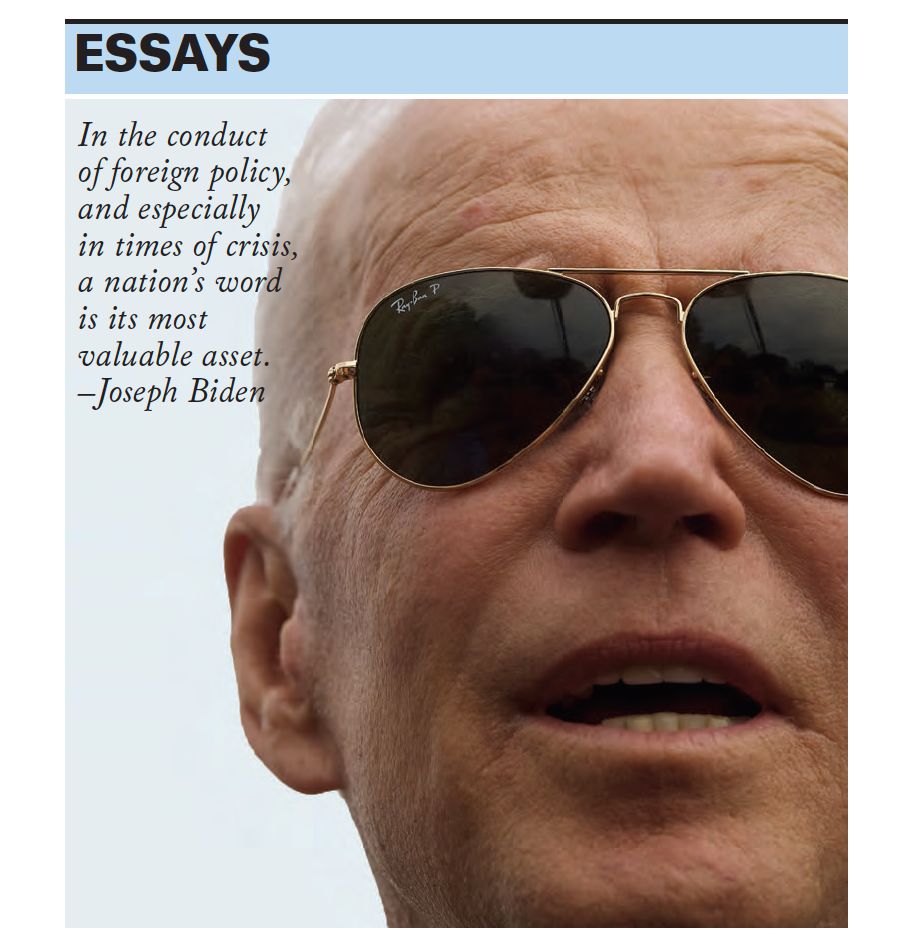 ESSAYS
In the conduct
of foreign policy,
and especially
in times of crisis,
a nation's word
is its most
valuable asset.
–Joseph Biden
Ray-Ban P